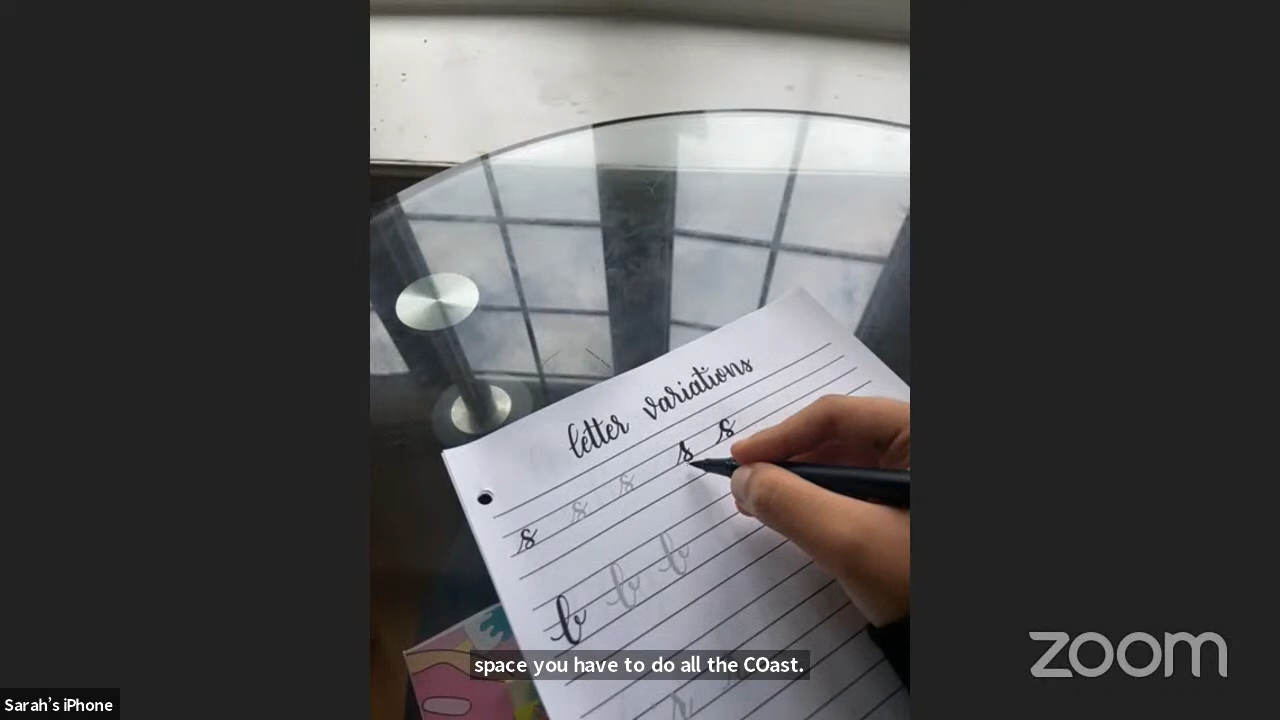 letter variations
s s s s s
b b b
r
space you have to do all the COast.
Sarah's iPhone
zoom